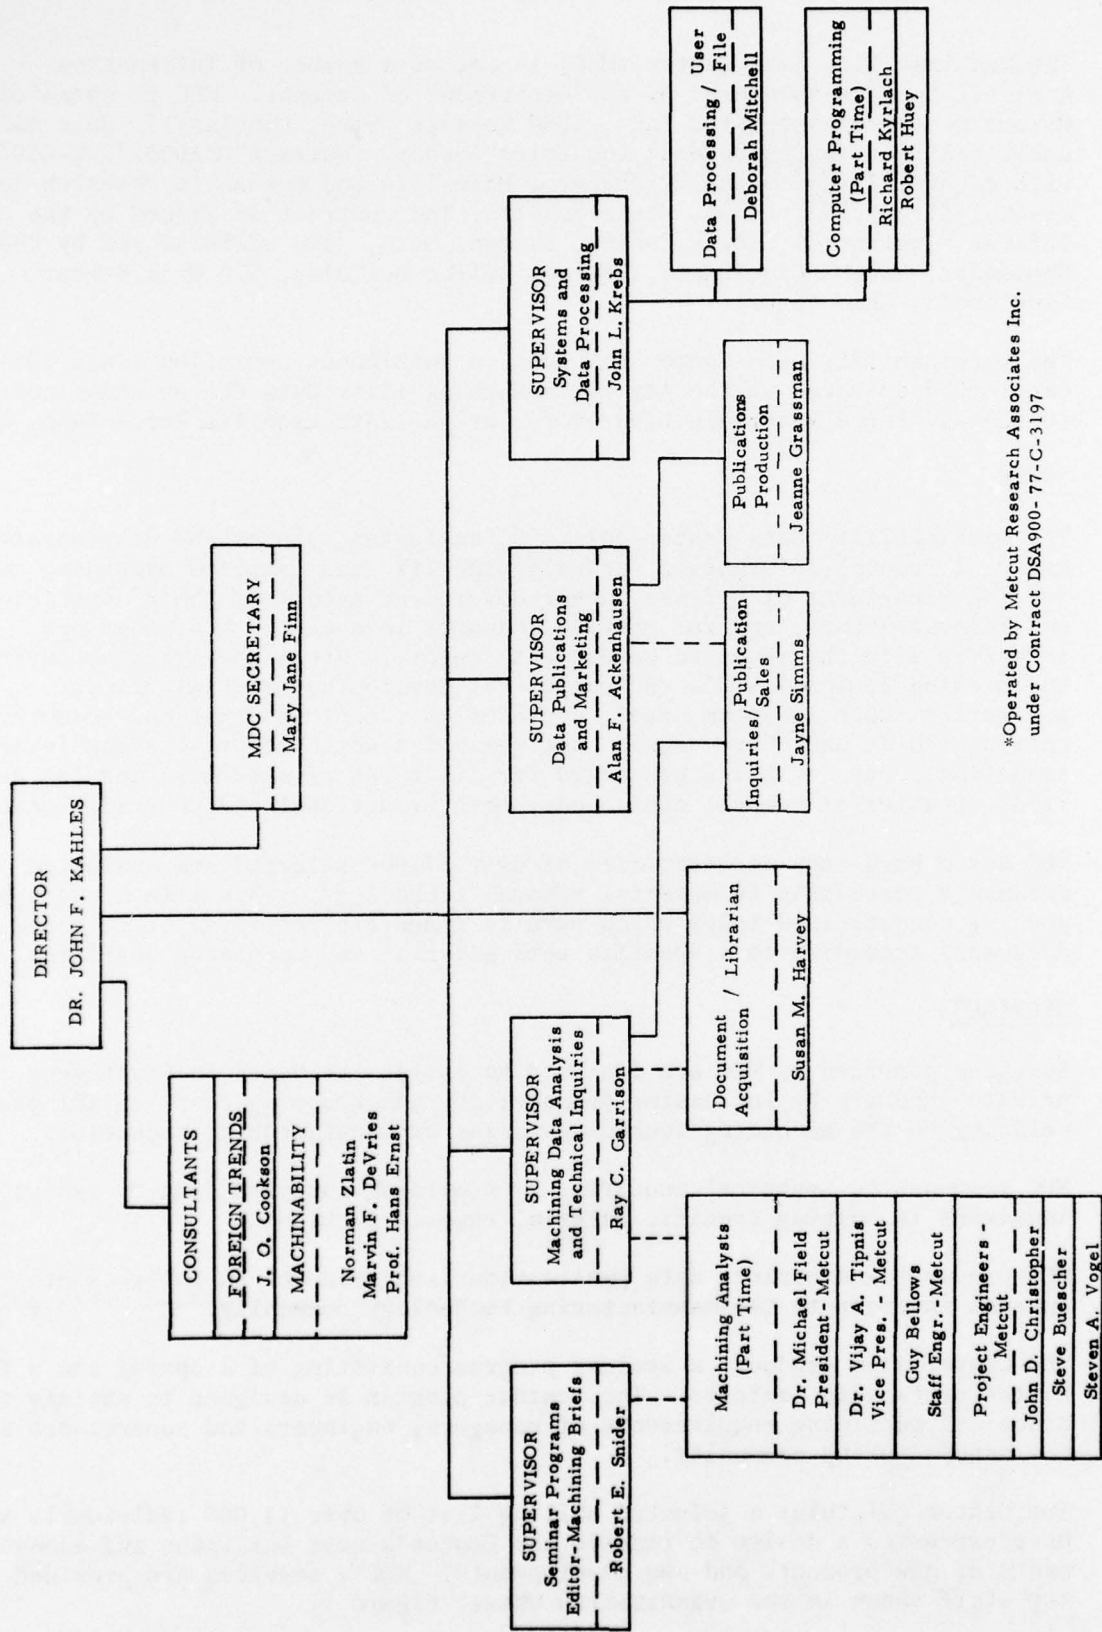 DIRECTOR
DR. JOHN F. KAHLES
CONSULTANTS
FOREIGN TRENDS
J. O. Cookson
MACHINABILITY
Norman Zlatin
Marvin F. DeVries
Prof. Hans Ernst
MDC SECRETARY
Mary Jane Finn
SUPERVISOR
Seminar Programs
Editor-Machining Briefs
Robert E. Snider
SUPERVISOR
Machining Data Analysis
and Technical Inquiries
Ray C. Garrison
SUPERVISOR
Data Publications
and Marketing
Alan F. Ackenhausen
SUPERVISOR
Systems and
Data Processing
John L. Krebs
Machining Analysts
(Part Time)
Dr. Michael Field
President Metcut
Dr. Vijay A. Tipnis
Vice Pres. - Metcut
Guy Bellows
Staff Engr. - Metcut
Project Engineers
Metcut
John D. Christopher
Steve Buescher
Steven A. Vogel
Document
Acquisition / Librarian
Susan M. Harvey
Inquiries/Publication
Sales
Jayne Simms
Publications
Production
Jeanne Grassman
Data Processing / User
File
Deborah Mitchell
Computer Programming
(Part Time)
Richard Kyrlach
Robert Huey
*Operated by Metcut Research Associates Inc.
under Contract DSA900-77-C-3197